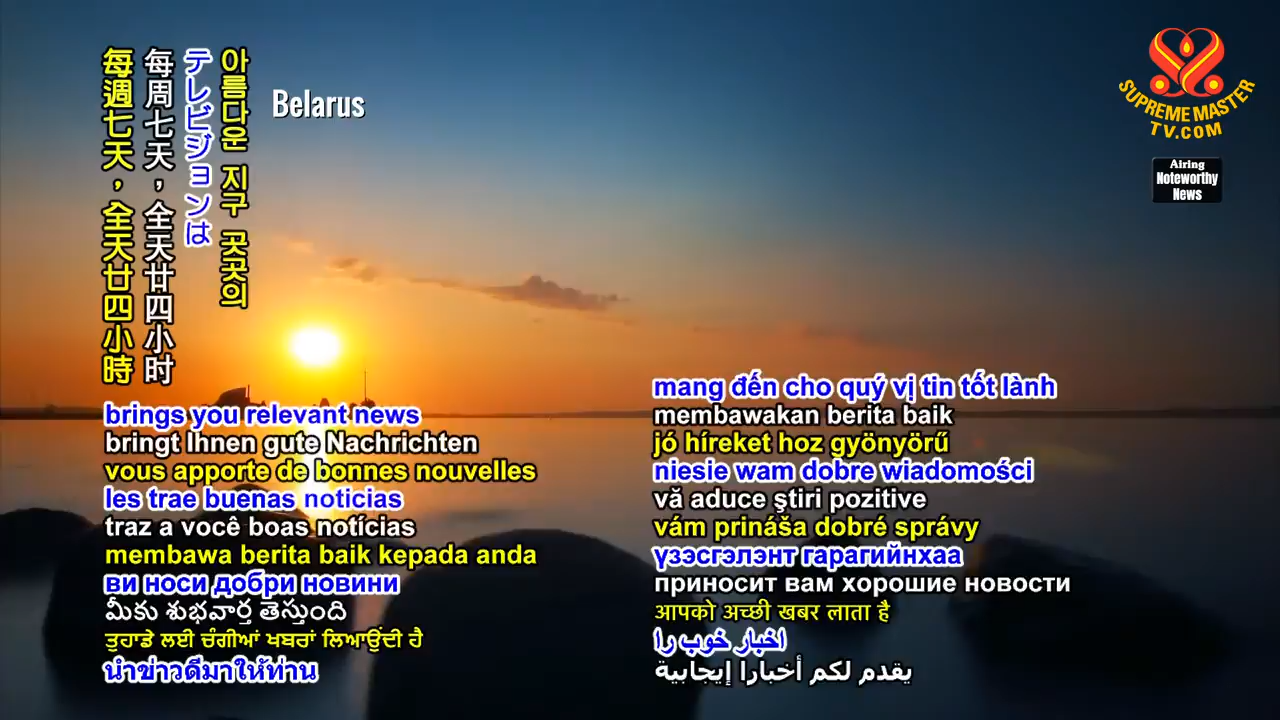 每週七天，全天廿四小時
每周七天，全天廿四小时
テレビジョンは
아름다운 지구 곳곳의
Belarus
SUPREME MASTER
TV.COM
Airing
Noteworthy
News
brings you relevant news
bringt Ihnen gute Nachrichten
vous apporte de bonnes nouvelles
les trae buenas noticias
traz a você boas notícias
membawa berita baik kepada anda
ви носи добри новини
మీకు శుభవార్త తెస్తుంది
ਤੁਹਾਡੇ ਲਈ ਚੰਗੀਆਂ ਖਬਰਾਂ ਲਿਆਉਂਦੀ ਹੈ
นำข่าวดีมาให้ท่าน
mang đến cho quý vị tin tốt lành
membawakan berita baik
jó híreket hoz gyönyörű
niesie wam dobre wiadomości
vă aduce ştiri pozitive
vám prináša dobré správy
үзэсгэлэнт гарагийнхаа
приносит вам хорошие новости
आपको अच्छी खबर लाता है
اخبار خوب را
يقدم لكم أخبارا إيجابية